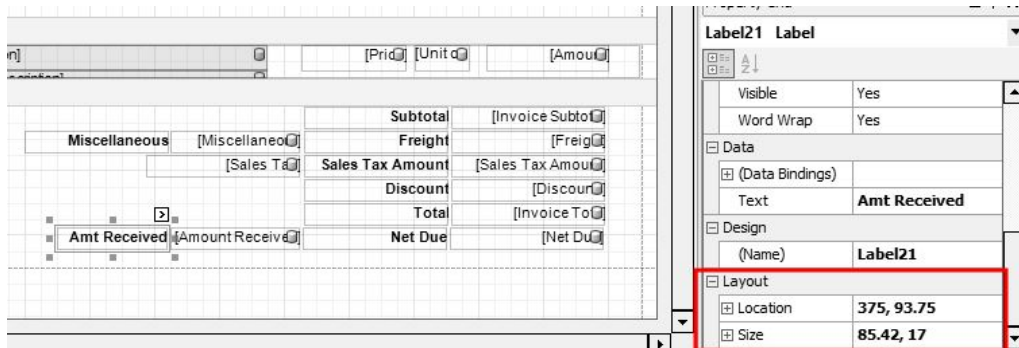 Label21 Label
n]
[Pric] [Unit c [Amou]
Visible Yes
Word Wrap Yes
Data
(Data Bindings)
Text Amt Received
Design
(Name) Label21
Layout
Location 375, 93.75
Size 85.42, 17
Subtotal [Invoice Subtot]
Miscellaneous [Miscellaneo] Freight [Freig]
[Sales Ta] Sales Tax Amount [Sales Tax Amou]
Discount [Discoun]
Total [Invoice To]
Amt Received [Amount Receive] Net Due [Net Du]